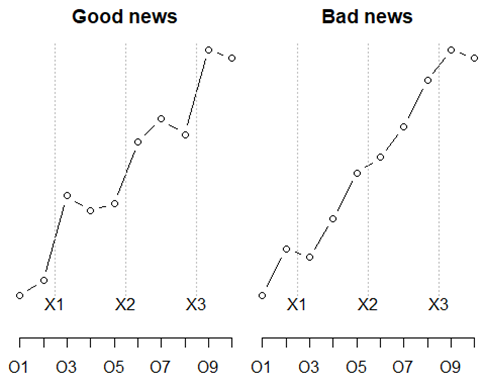 Good news Bad news
X1 X2 X3 X1 X2 X3
O1 O3 O5 O7 O9 O1 O3 O5 O7 O9